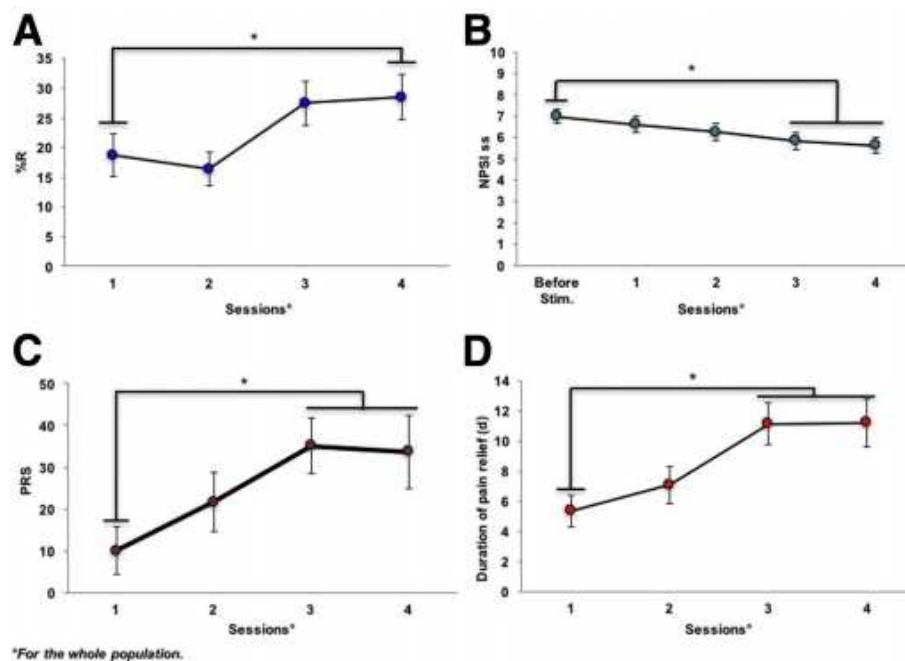 A
*
35
30
25
20
15
10
5
0
%R
1 2 3 4
Sessions°
B
*
10
9
8
7
6
5
4
3
2
1
0
NPSI ss
Before Stim. 1 2 3 4
Sessions°
C
*
50
40
30
20
10
0
PRS
1 2 3 4
Sessions°
D
*
14
12
10
8
6
4
2
0
Duration of pain relief (d)
1 2 3 4
Sessions°
°For the whole population.